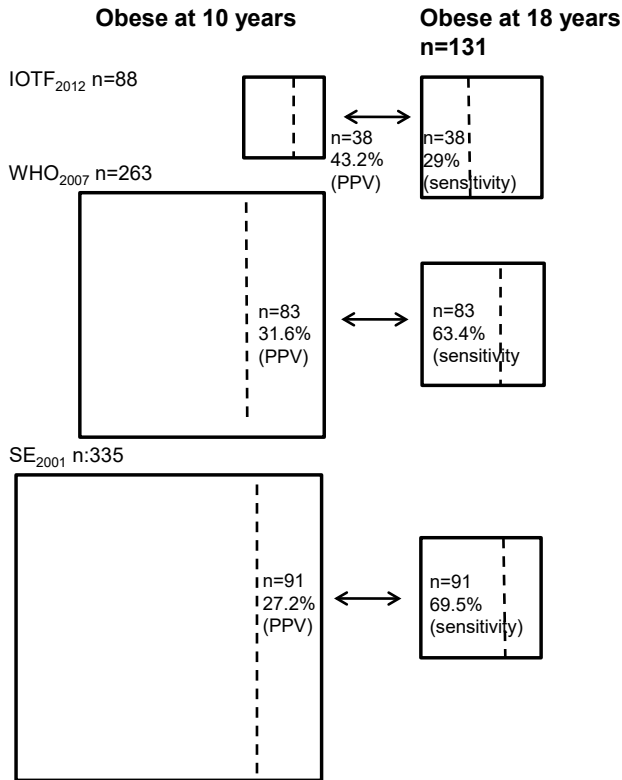 Obese at 10 years
Obese at 18 years
n=131
IOTF2012 n=88
n=38
43.2%
(PPV)
n=38
29%
(sensitivity)
WHO2007 n=263
n=83
31.6%
(PPV)
n=83
63.4%
(sensitivity
SE2001 n:335
n=91
27.2%
(PPV)
n=91
69.5%
(sensitivity)